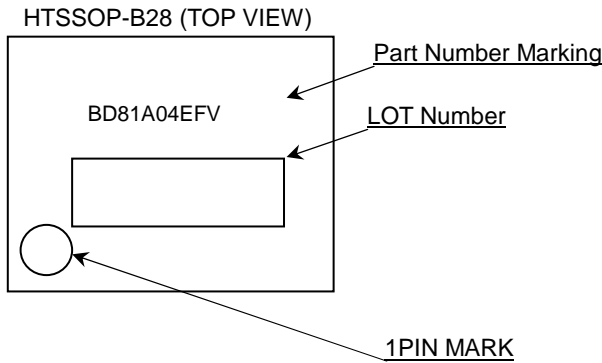 HTSSOP-B28 (TOP VIEW)
Part Number Marking
BD81A04EFV
LOT Number
1PIN MARK